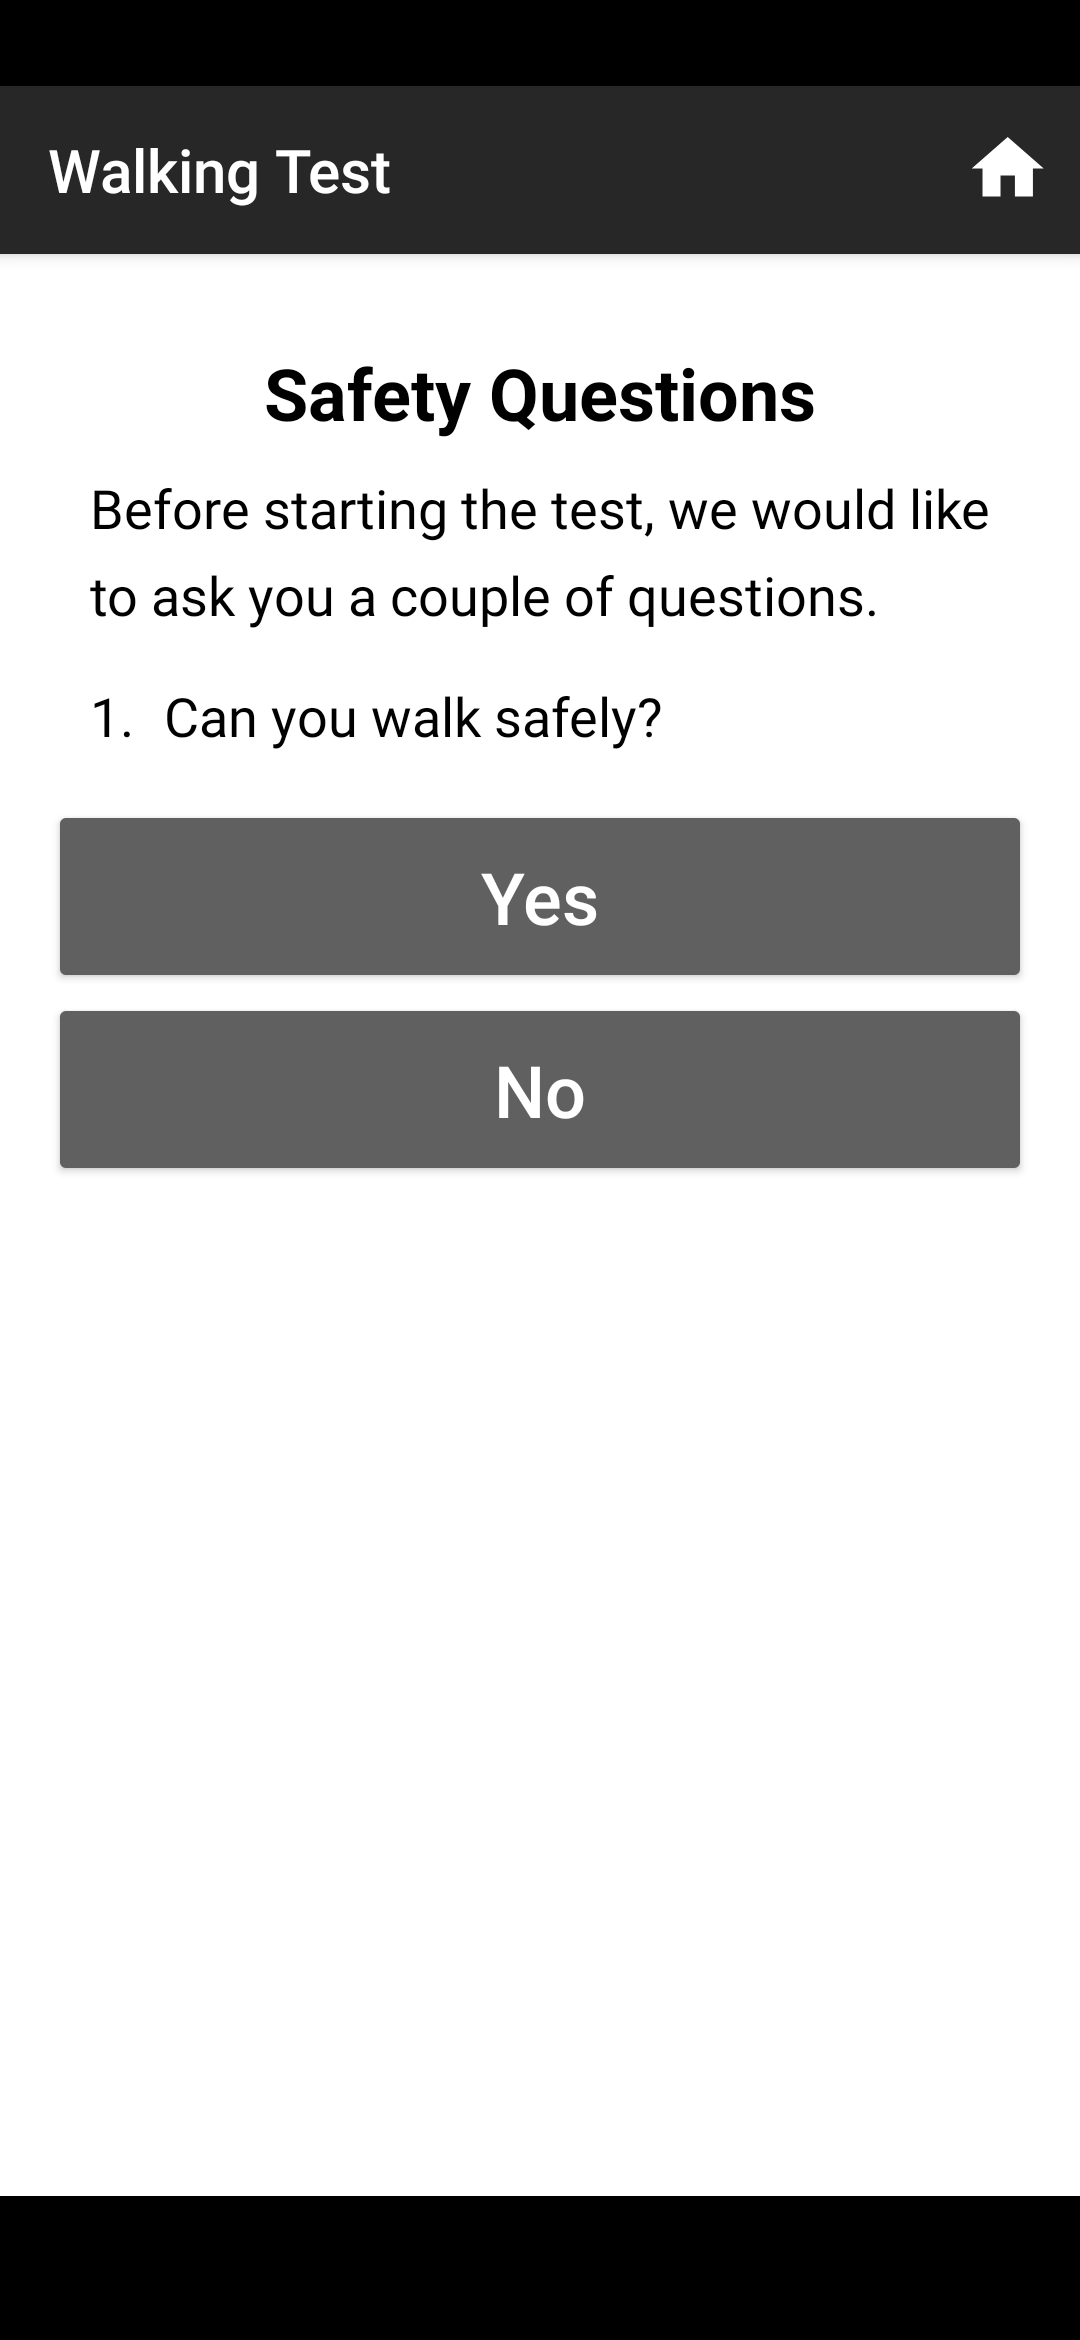 Walking Test
Safety Questions
Before starting the test, we would like
to ask you a couple of questions.
1. Can you walk safely?
Yes
No